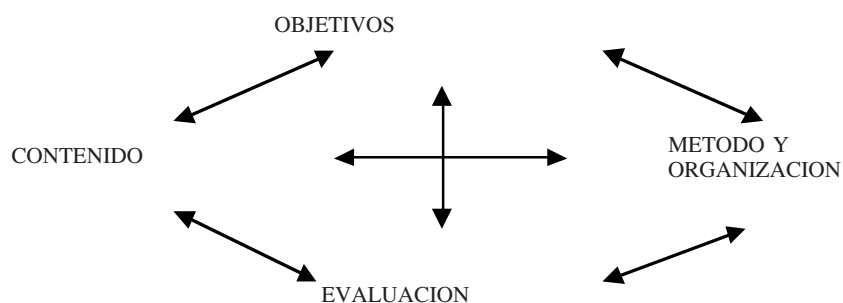 OBJETIVOS
CONTENIDO
METODO Y
ORGANIZACION
EVALUACION